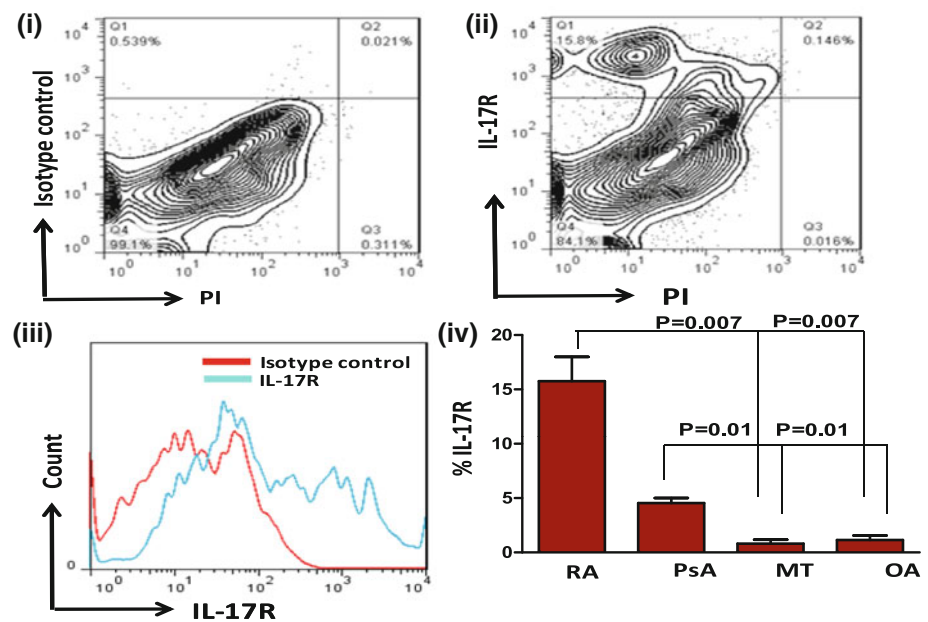 (i)
Isotype control
10⁴
10³
10²
10¹
10⁰
Q1
0.539%
Q2
0.021%
Q4
99.1%
Q3
0.311%
10⁰ 10¹ 10² 10³ 10⁴
PI
(ii)
IL-17R
10⁴
10³
10²
10¹
10⁰
Q1
15.8%
Q2
0.146%
Q4
84.1%
Q3
0.016%
10⁰ 10¹ 10² 10³ 10⁴
PI
(iii)
Isotype control
IL-17R
Count
0
10⁰ 10¹ 10² 10³ 10⁴
IL-17R
(iv)
P=0.007 P=0.007
P=0.01 P=0.01
% IL-17R
20
15
10
5
0
RA PsA MT OA